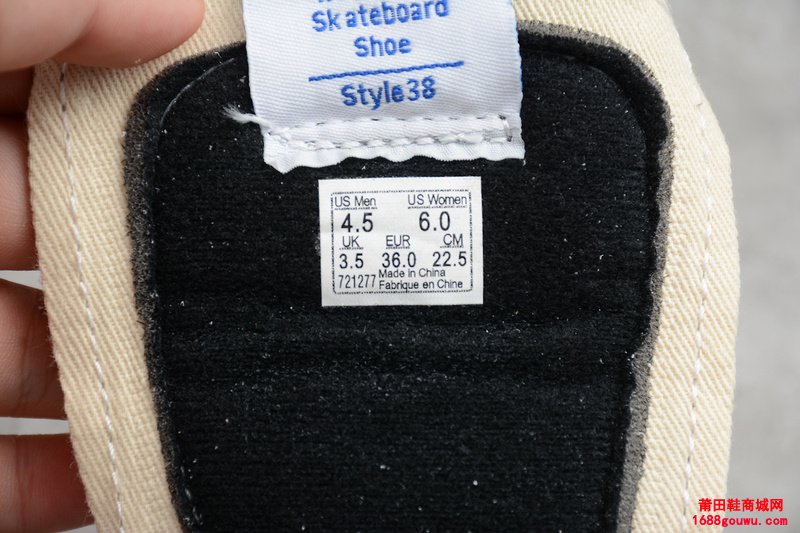 Skateboard
Shoe
Style38
US Men US Women
4.5 6.0
UK EUR CM
3.5 36.0 22.5
721277 Made in China
Fabrique en Chine
莆田鞋商城网
1688gouwu.com